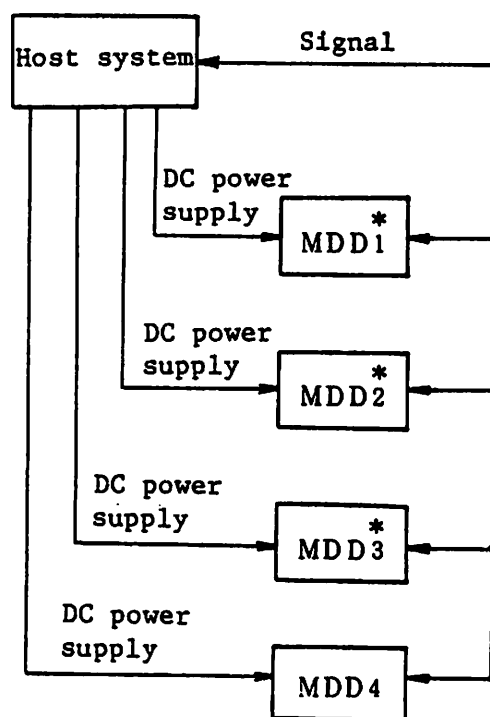 Signal
Host system
DC power
supply
*
MDD1
DC power
supply
*
MDD2
DC power
supply
*
MDD3
DC power
supply
MDD4